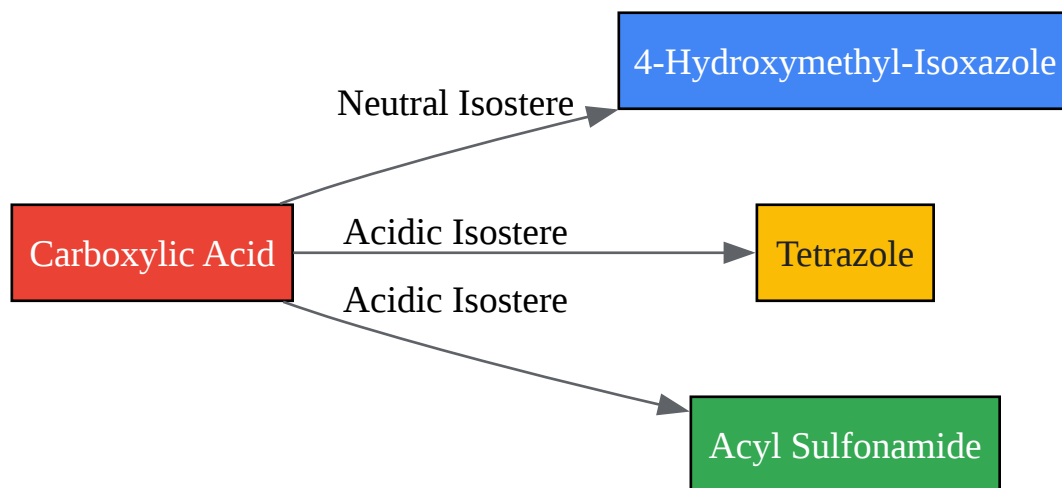 4-Hydroxymethyl-Isoxazole
Neutral Isostere
Carboxylic Acid
Acidic Isostere
Tetrazole
Acidic Isostere
Acyl Sulfonamide